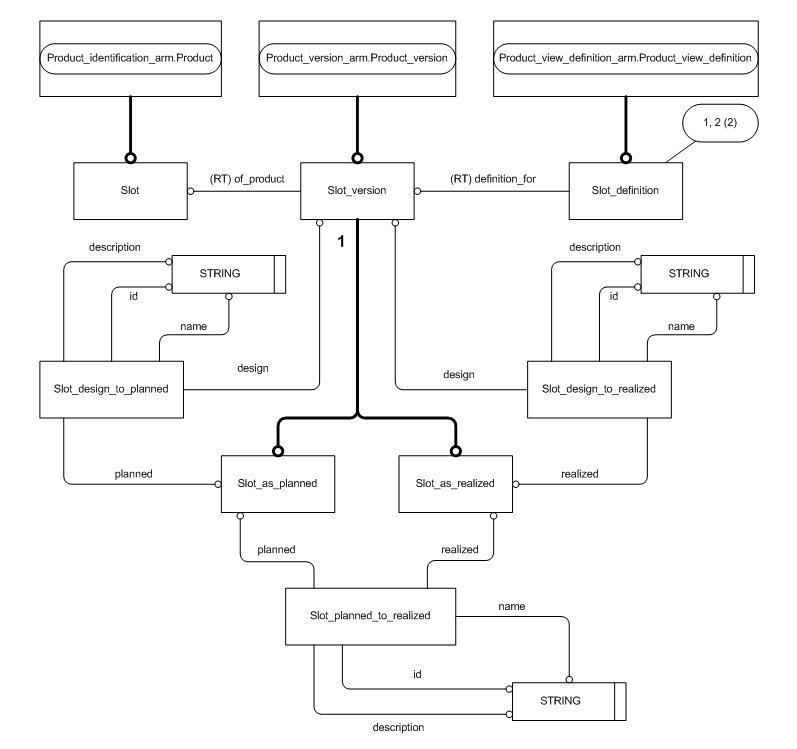 Product_identification_arm.Product
Product_version_arm.Product_version
Product_view_definition_arm.Product_view_definition
1, 2 (2)
Slot
(RT) of_product
Slot_version
(RT) definition_for
Slot_definition
1
description
STRING
id
name
description
STRING
id
name
Slot_design_to_planned
design
design
Slot_design_to_realized
planned
Slot_as_planned
Slot_as_realized
realized
planned
realized
Slot_planned_to_realized
name
id
STRING
description